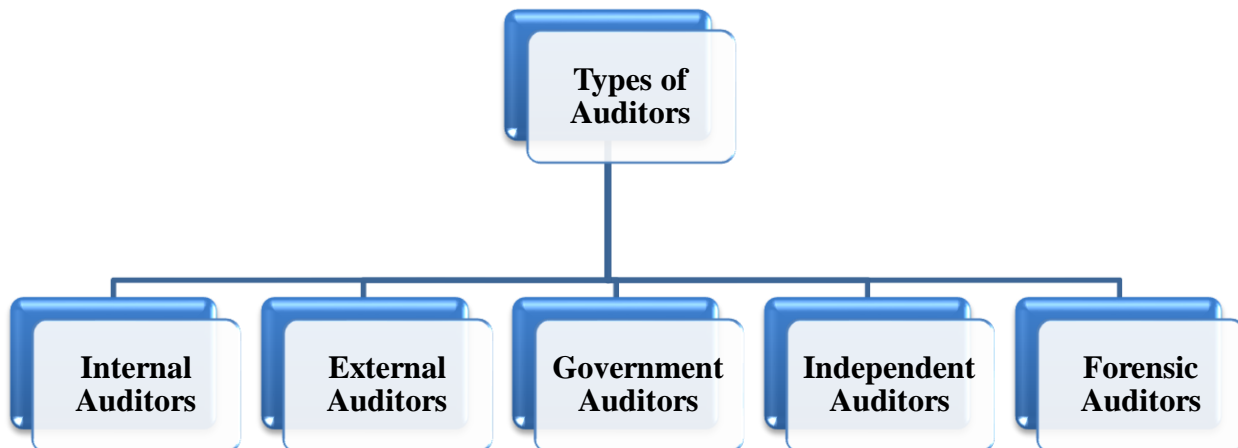 Types of
Auditors
Internal
Auditors
External
Auditors
Government
Auditors
Independent
Auditors
Forensic
Auditors